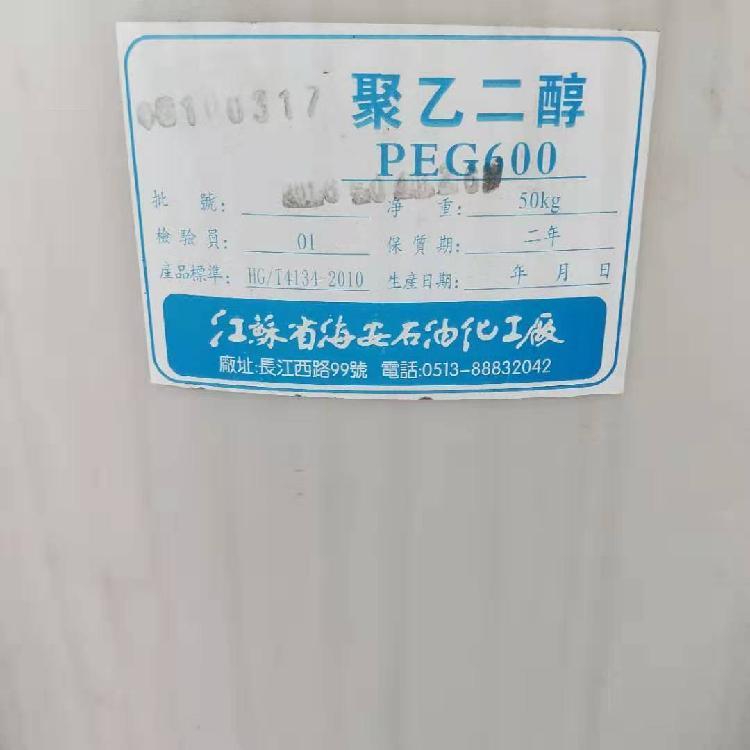 聚乙二醇
PEG600
批號: 淨重: 50kg
檢驗員: 01 保質期: 二年
產品標準: HG/T4134-2010 生產日期: 年 月 日
江蘇省海安石油化工廠
廠址:長江西路99號 電話:0513-88832042